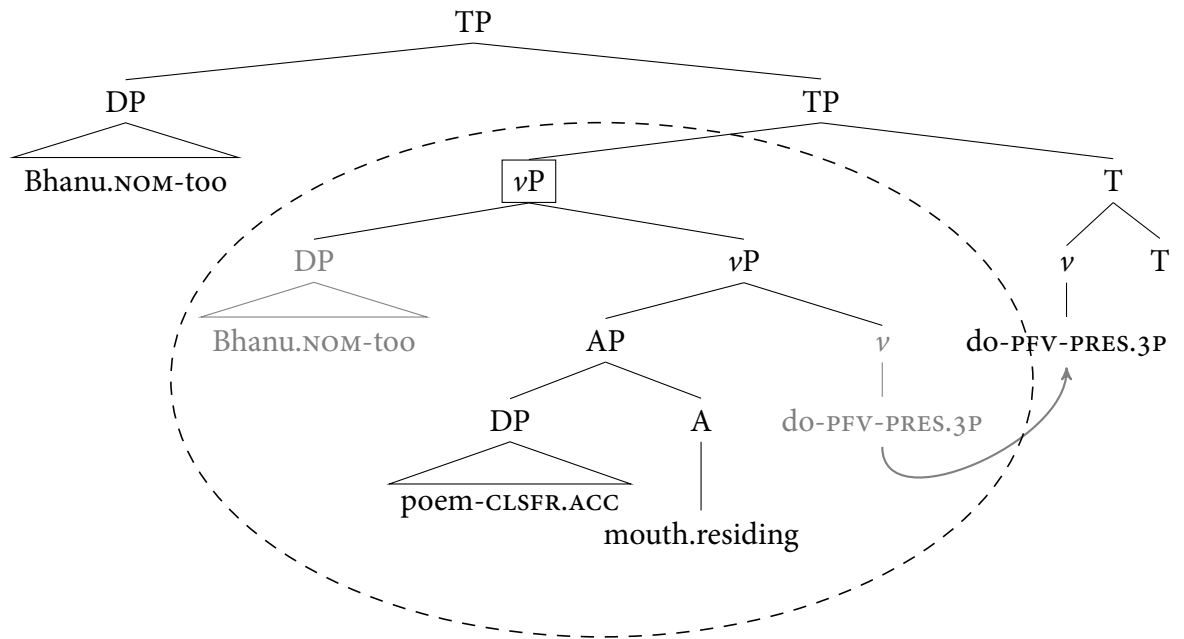 TP
DP TP
Bhanu.NOM-too
vP T
DP vP v T
Bhanu.NOM-too AP v do-PFV-PRES.3P
DP A do-PFV-PRES.3P
poem-CLSFR.ACC
mouth.residing